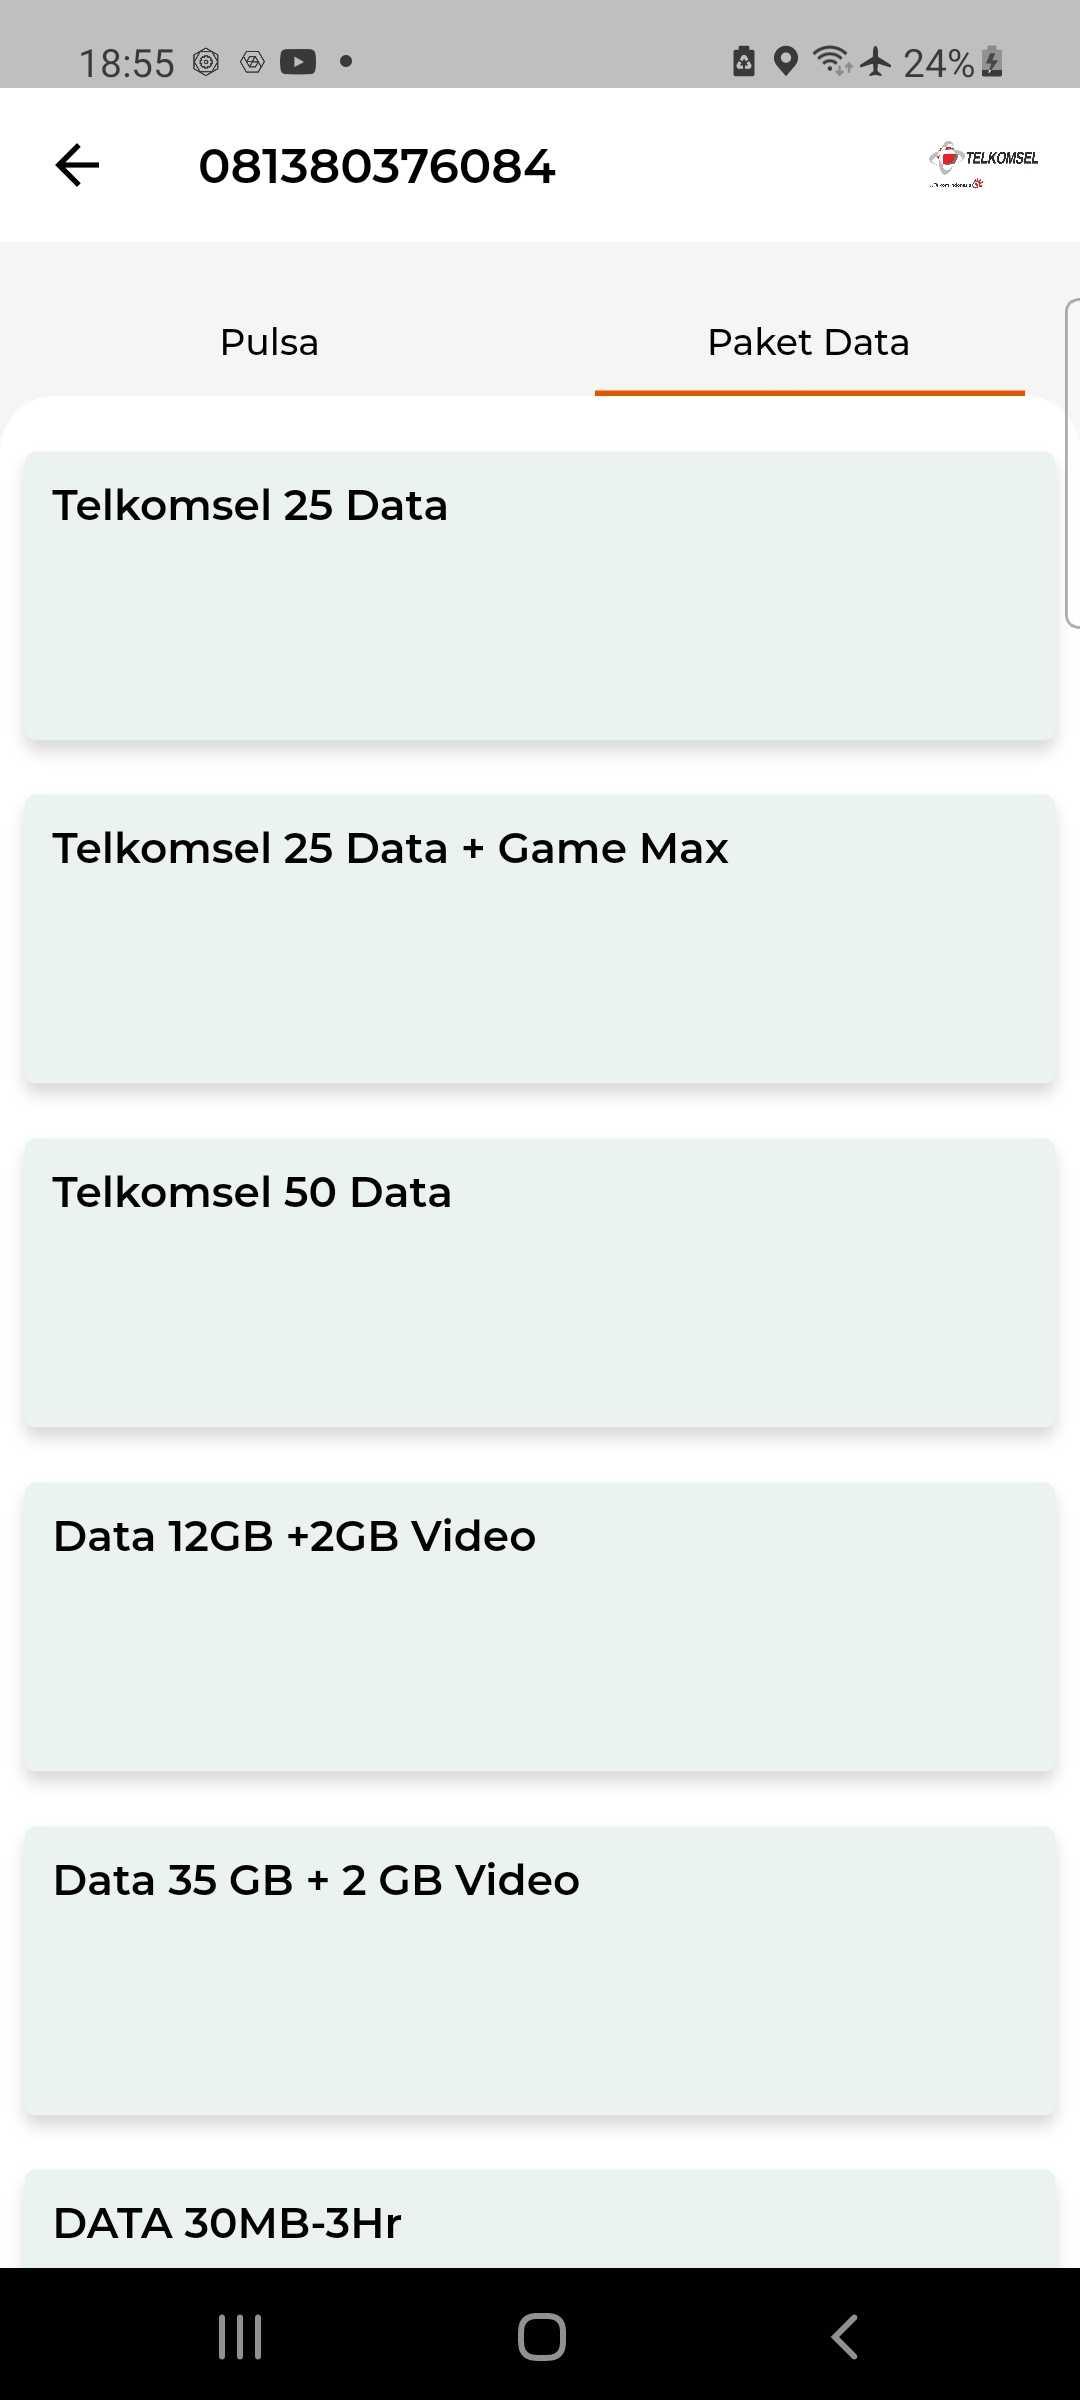 18:55
24%
081380376084
TELKOMSEL
Pulsa
Paket Data
Telkomsel 25 Data
Telkomsel 25 Data + Game Max
Telkomsel 50 Data
Data 12GB +2GB Video
Data 35 GB + 2 GB Video
DATA 30MB-3Hr